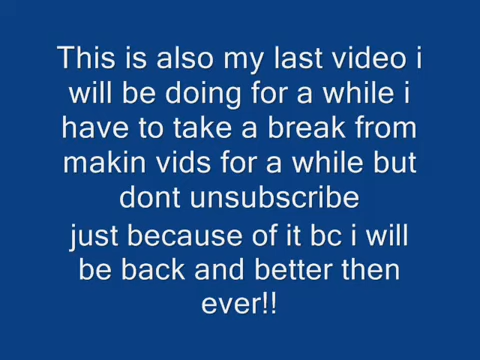 This is also my last video i
will be doing for a while i
have to take a break from
makin vids for a while but
dont unsubscribe
just because of it bc i will
be back and better then
ever!!